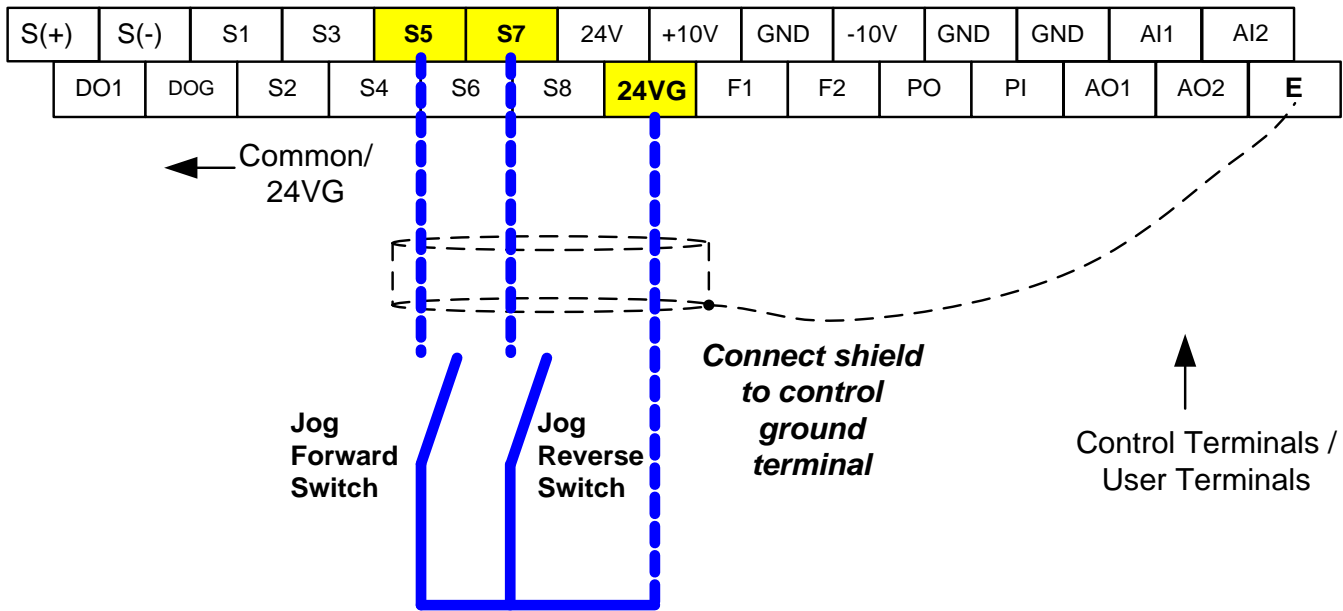 S(+) S(-) S1 S3 S5 S7 24V +10V GND -10V GND GND AI1 AI2
DO1 DOG S2 S4 S6 S8 24VG F1 F2 PO PI AO1 AO2 E
Common/
24VG
Connect shield
to control
ground
terminal
Jog
Forward
Switch
Jog
Reverse
Switch
Control Terminals /
User Terminals